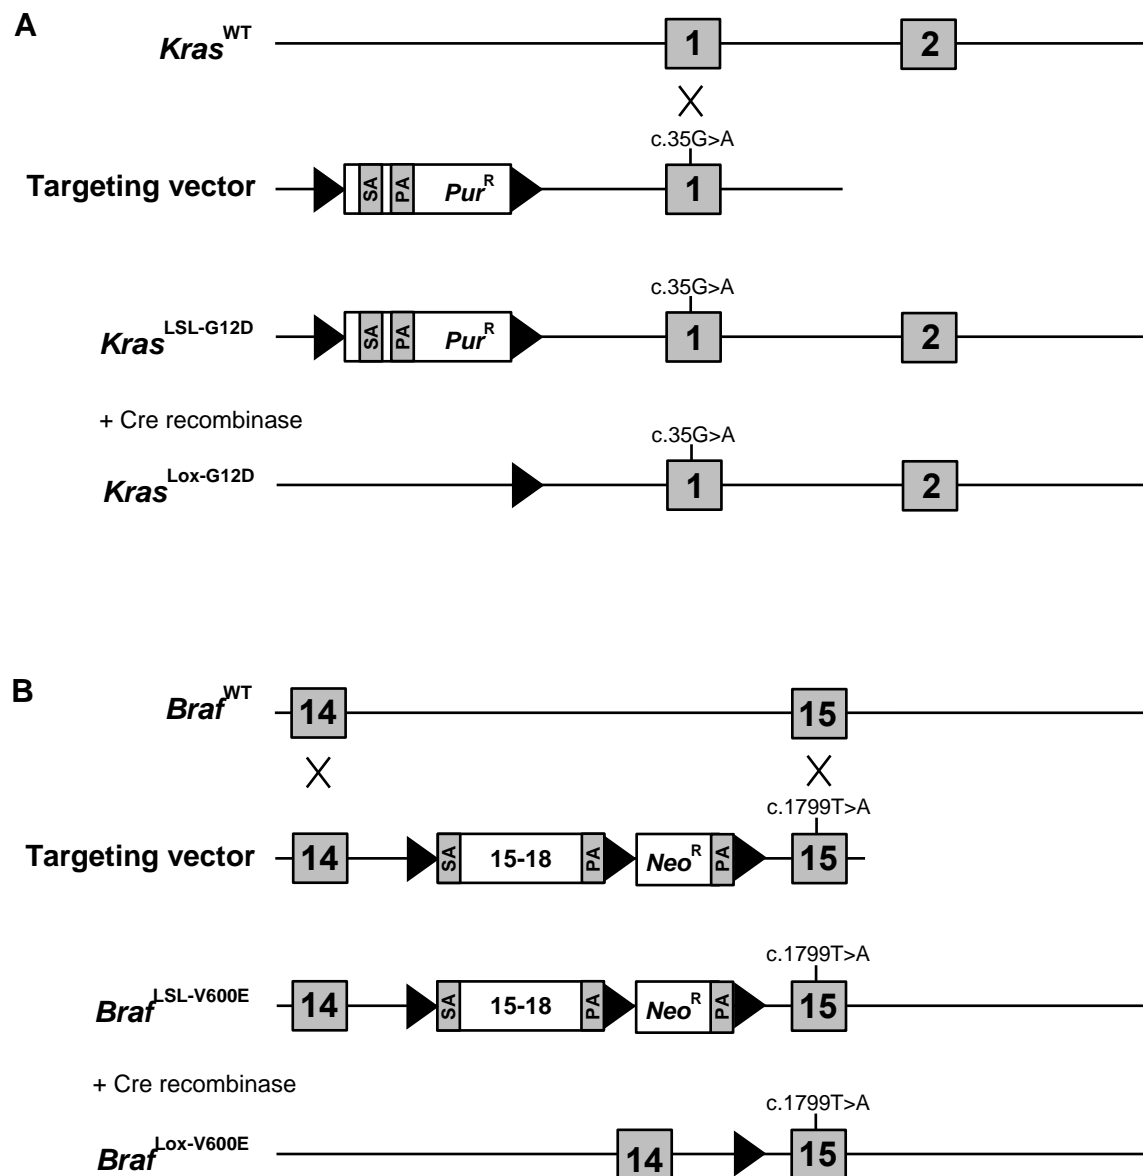 A
Kras WT
1 2
c.35G>A
Targeting vector SA PA Pur R 1
c.35G>A
Kras LSL-G12D SA PA Pur R 1 2
+ Cre recombinase
c.35G>A
Kras Lox-G12D 1 2
B
Braf WT
14 15
c.1799T>A
Targeting vector 14 SA 15-18 PA Neo R PA 15
c.1799T>A
Braf LSL-V600E 14 SA 15-18 PA Neo R PA 15
+ Cre recombinase
c.1799T>A
Braf Lox-V600E 14 15